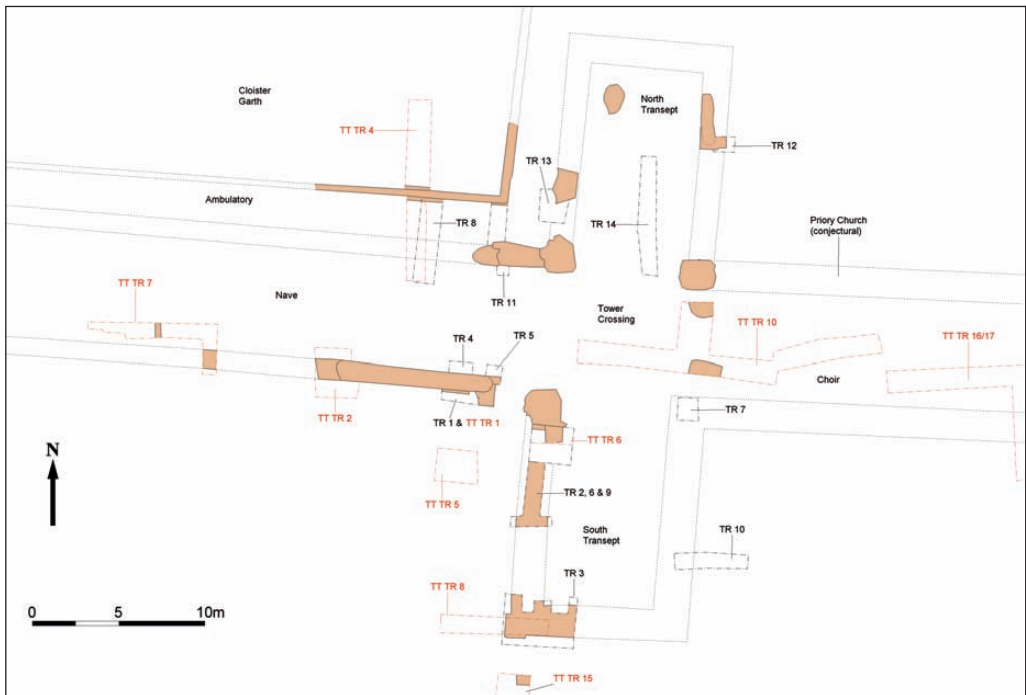 Cloister
Garth
North
Transept
TT TR 4
TR 12
TR 13
Ambulatory
TR 8
TR 14
Priory Church
(conjectural)
TT TR 7
Nave
TR 11
Tower
Crossing
TT TR 10
TT TR 16/17
TR 4
TR 5
Choir
TT TR 2
TR 1 & TT TR 1
TR 7
TT TR 6
N
TT TR 5
TR 2, 6 & 9
South
Transept
TR 10
TR 3
TT TR 8
0 5 10m
TT TR 15